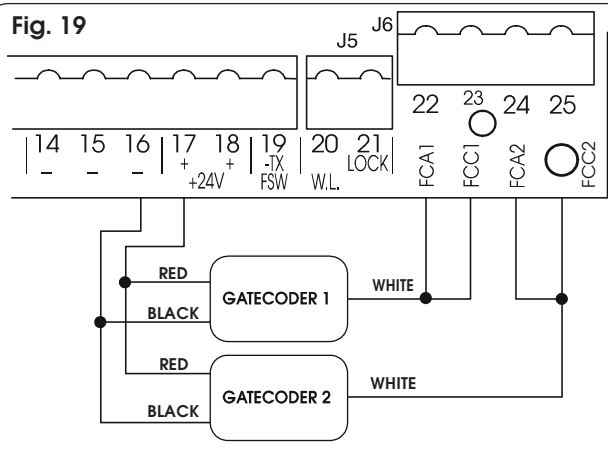 Fig. 19
J6
J5
22 23 24 25
14 15 16 17 18 19 20 21
– – – + + -TX LOCK
+24V FSW W.L.
FCA1 FCC1 FCA2 FCC2
RED
GATECODER 1
WHITE
BLACK
RED
GATECODER 2
WHITE
BLACK